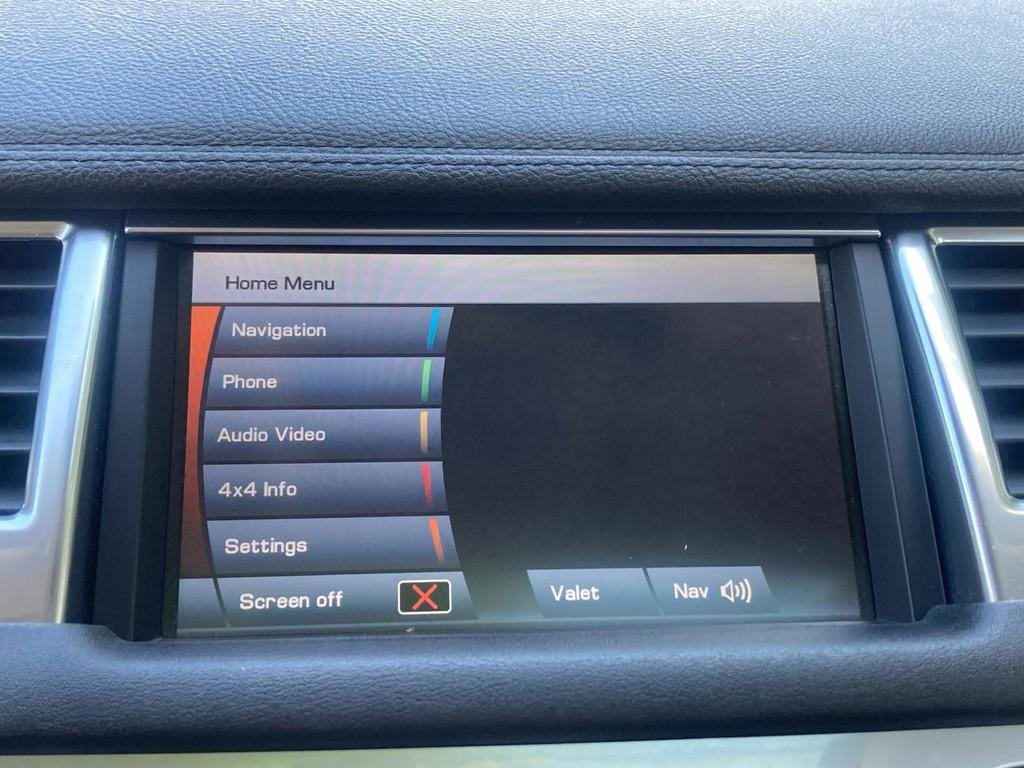 Home Menu
Navigation
Phone
Audio Video
4x4 Info
Settings
Screen off
Valet
Nav